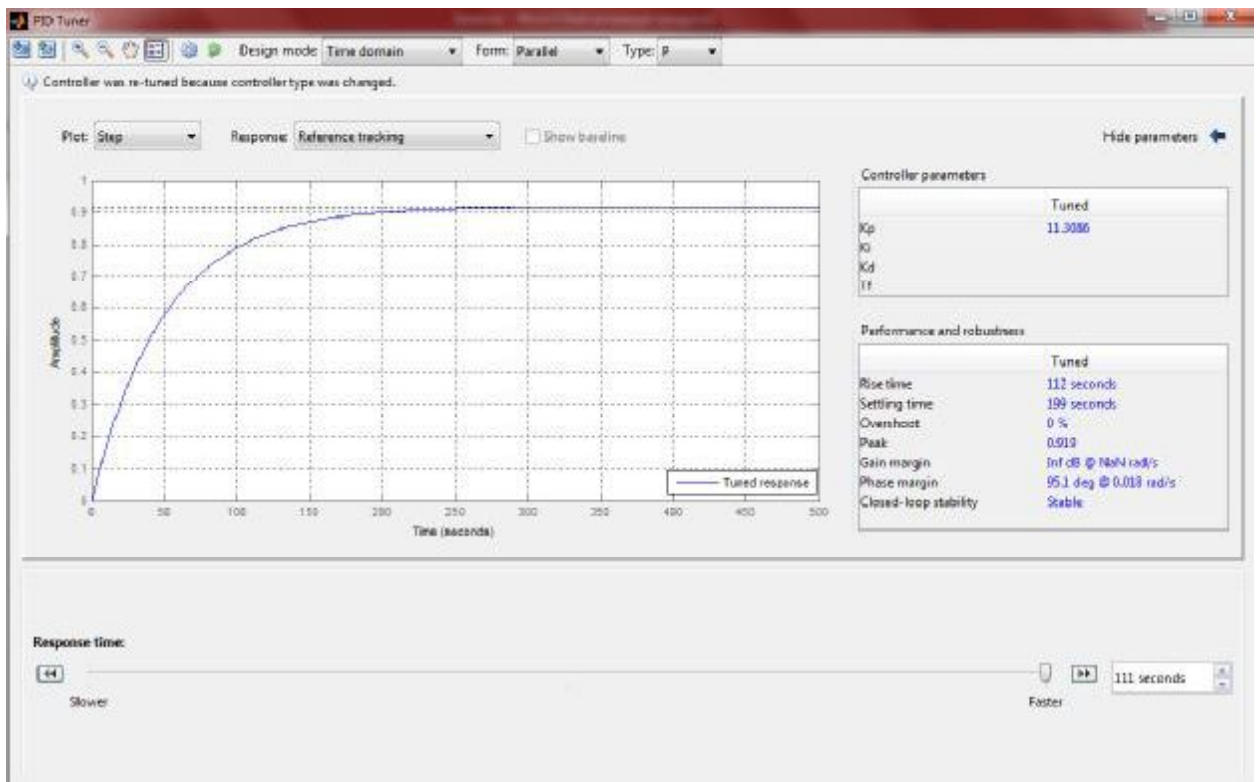 PID Tuner
Design mode: Time domain Form: Parallel Type: P
Controller was re-tuned because controller type was changed.
Plot: Step Response: Reference tracking Show baseline Hide parameters
Controller parameters
Tuned
Kp 11.3086
Ki
Kd
Tf
Performance and robustness
Tuned
Rise time 112 seconds
Settling time 199 seconds
Overshoot 0 %
Peak 0.919
Gain margin Inf dB @ NaN rad/s
Phase margin 95.1 deg @ 0.018 rad/s
Closed-loop stability Stable
1
0.9
0.8
0.7
0.6
0.5
0.4
0.3
0.2
0.1
0
Amplitude
Tuned response
0 50 100 150 200 250 300 350 400 450 500
Time (seconds)
Response time:
111 seconds
Slower Faster